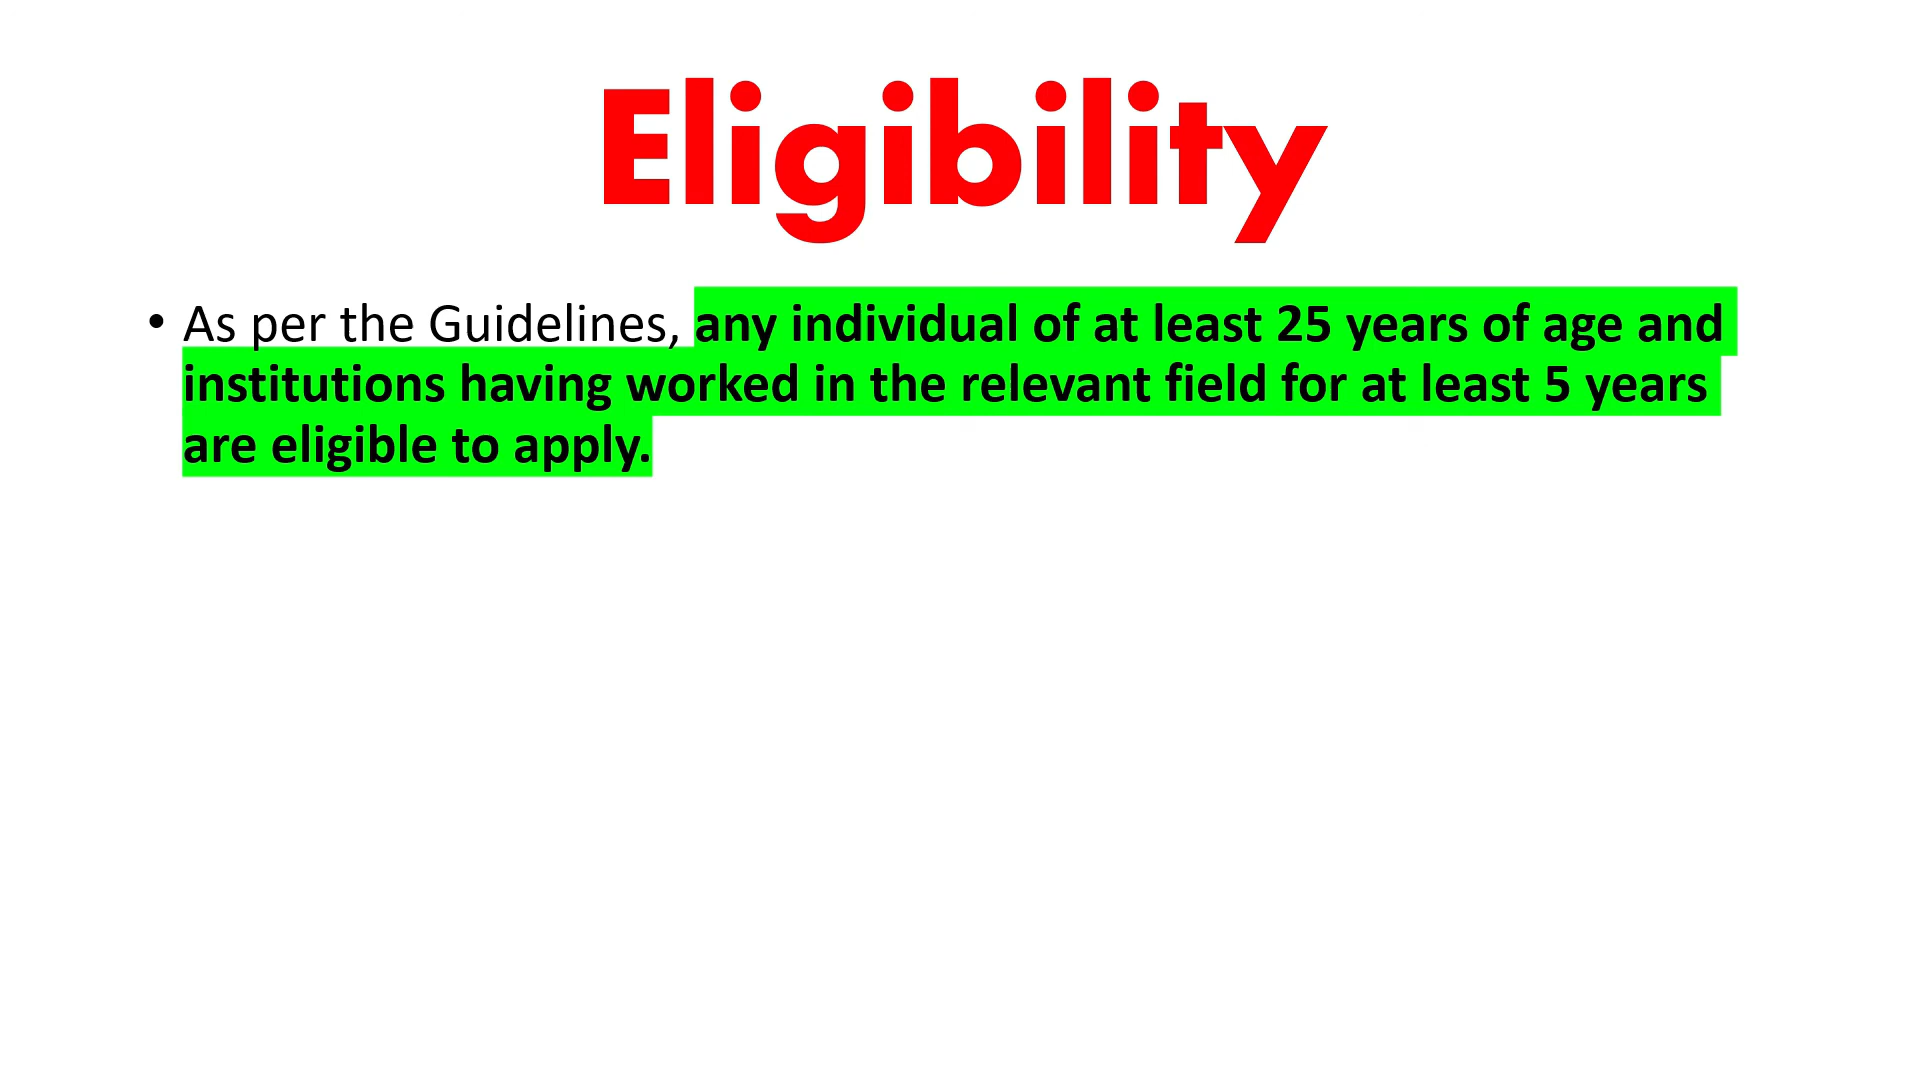 Eligibility
• As per the Guidelines, any individual of at least 25 years of age and
institutions having worked in the relevant field for at least 5 years
are eligible to apply.